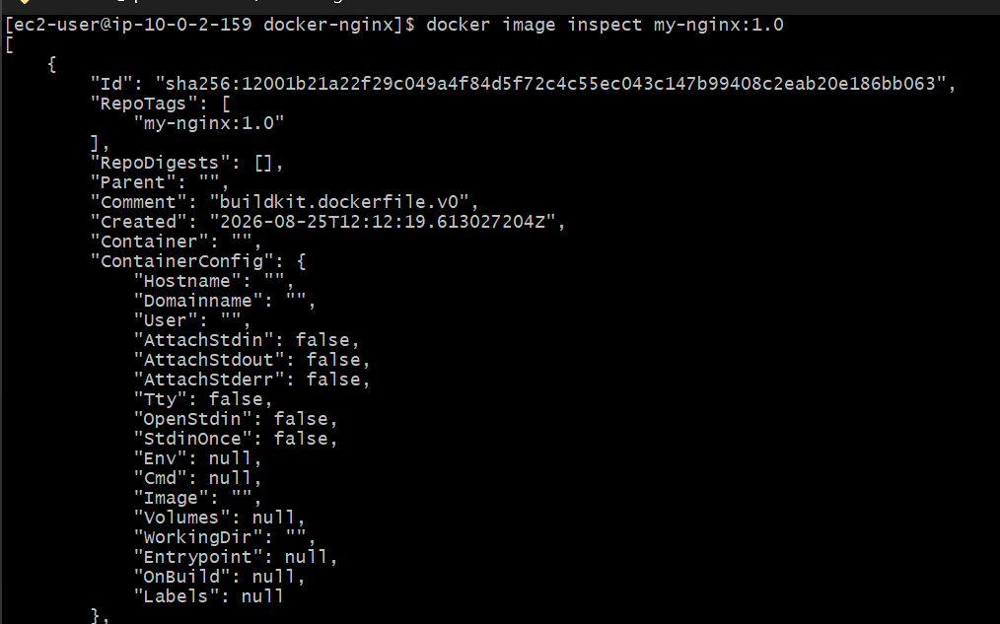 [ec2-user@ip-10-0-2-159 docker-nginx]$ docker image inspect my-nginx:1.0
[
    {
        "Id": "sha256:12001b21a22f29c049a4f84d5f72c4c55ec043c147b99408c2eab20e186bb063",
        "RepoTags": [
            "my-nginx:1.0"
        ],
        "RepoDigests": [],
        "Parent": "",
        "Comment": "buildkit.dockerfile.v0",
        "Created": "2026-08-25T12:12:19.613027204Z",
        "Container": "",
        "ContainerConfig": {
            "Hostname": "",
            "Domainname": "",
            "User": "",
            "AttachStdin": false,
            "AttachStdout": false,
            "AttachStderr": false,
            "Tty": false,
            "OpenStdin": false,
            "StdinOnce": false,
            "Env": null,
            "Cmd": null,
            "Image": "",
            "Volumes": null,
            "WorkingDir": "",
            "Entrypoint": null,
            "OnBuild": null,
            "Labels": null
        },